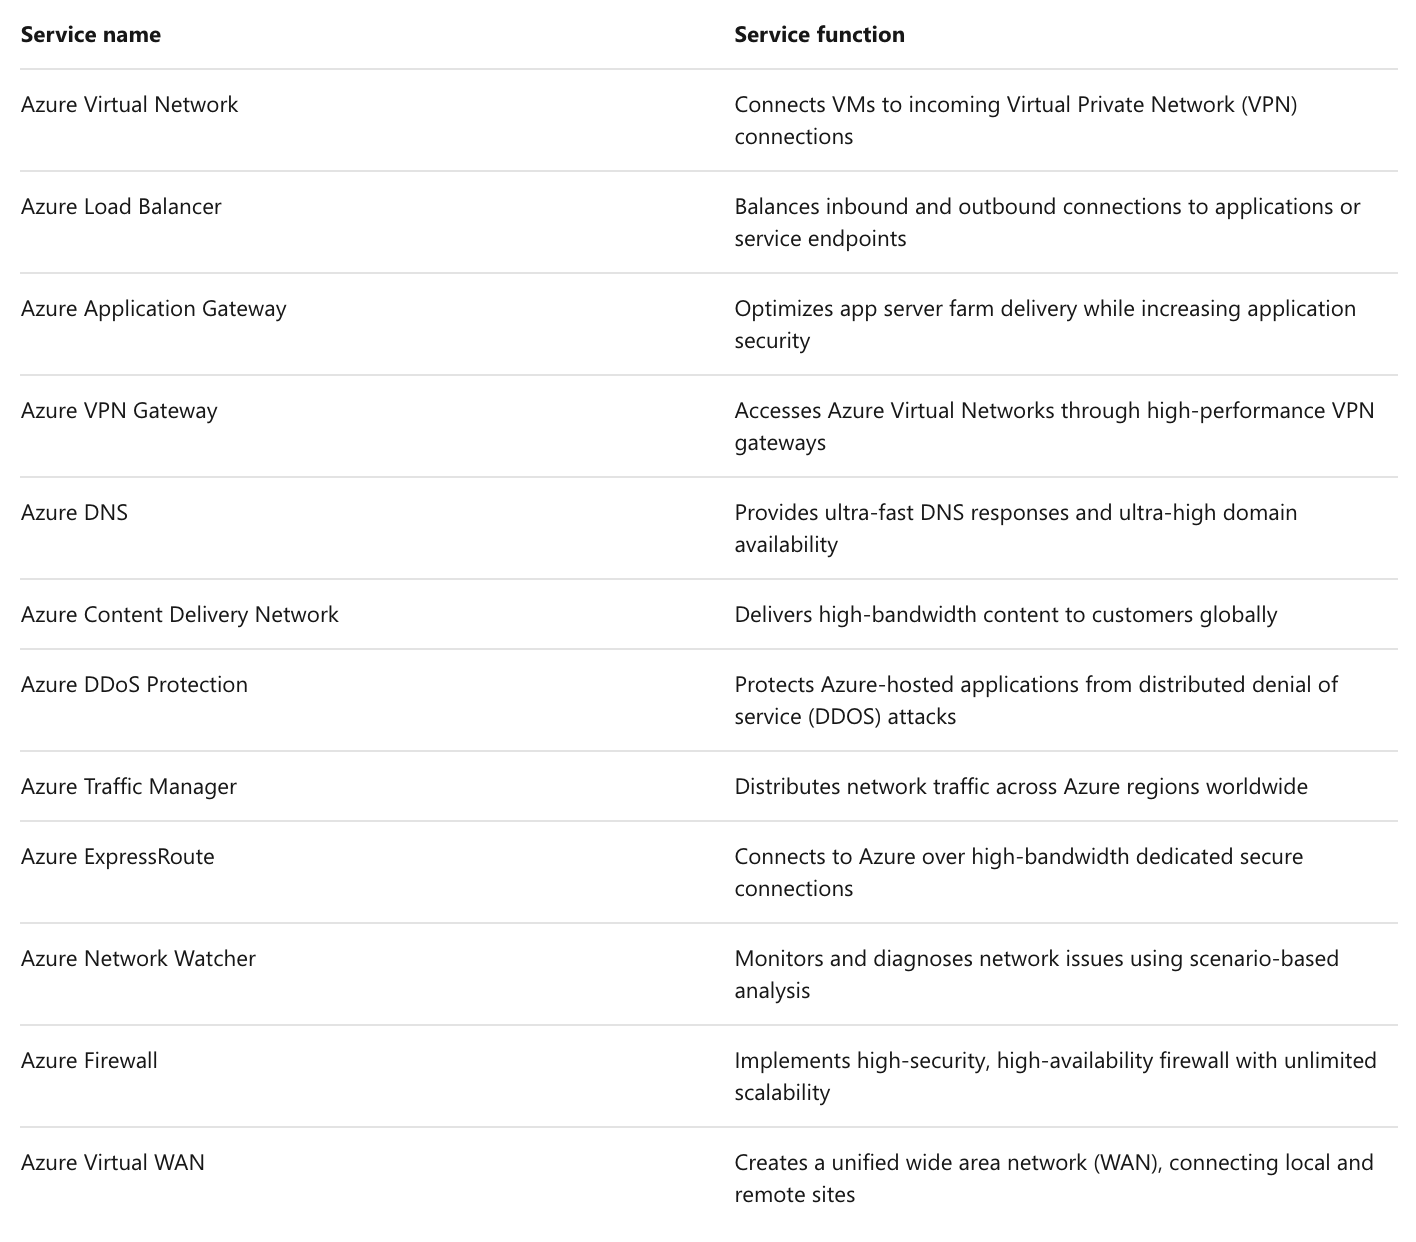 Service name
Service function
Azure Virtual Network
Connects VMs to incoming Virtual Private Network (VPN)
connections
Azure Load Balancer
Balances inbound and outbound connections to applications or
service endpoints
Azure Application Gateway
Optimizes app server farm delivery while increasing application
security
Azure VPN Gateway
Accesses Azure Virtual Networks through high-performance VPN
gateways
Azure DNS
Provides ultra-fast DNS responses and ultra-high domain
availability
Azure Content Delivery Network
Delivers high-bandwidth content to customers globally
Azure DDoS Protection
Protects Azure-hosted applications from distributed denial of
service (DDOS) attacks
Azure Traffic Manager
Distributes network traffic across Azure regions worldwide
Azure ExpressRoute
Connects to Azure over high-bandwidth dedicated secure
connections
Azure Network Watcher
Monitors and diagnoses network issues using scenario-based
analysis
Azure Firewall
Implements high-security, high-availability firewall with unlimited
scalability
Azure Virtual WAN
Creates a unified wide area network (WAN), connecting local and
remote sites